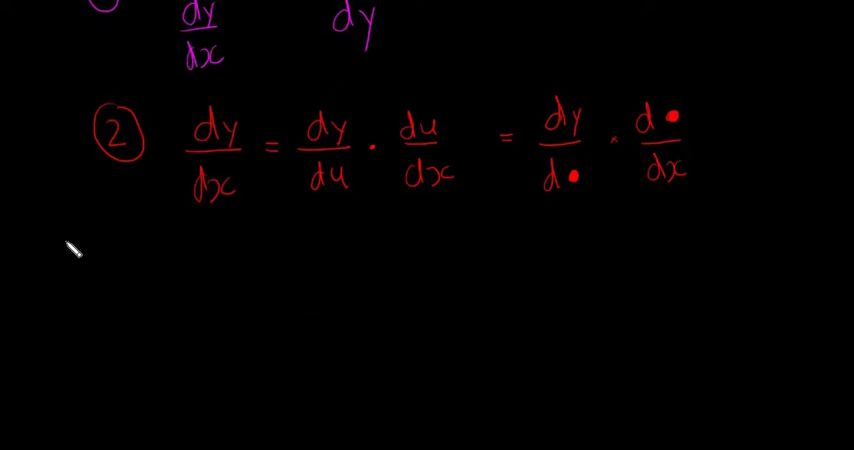 dy/dx dy
② dy/dx = dy/du · du/dx = dy/d• × d•/dx